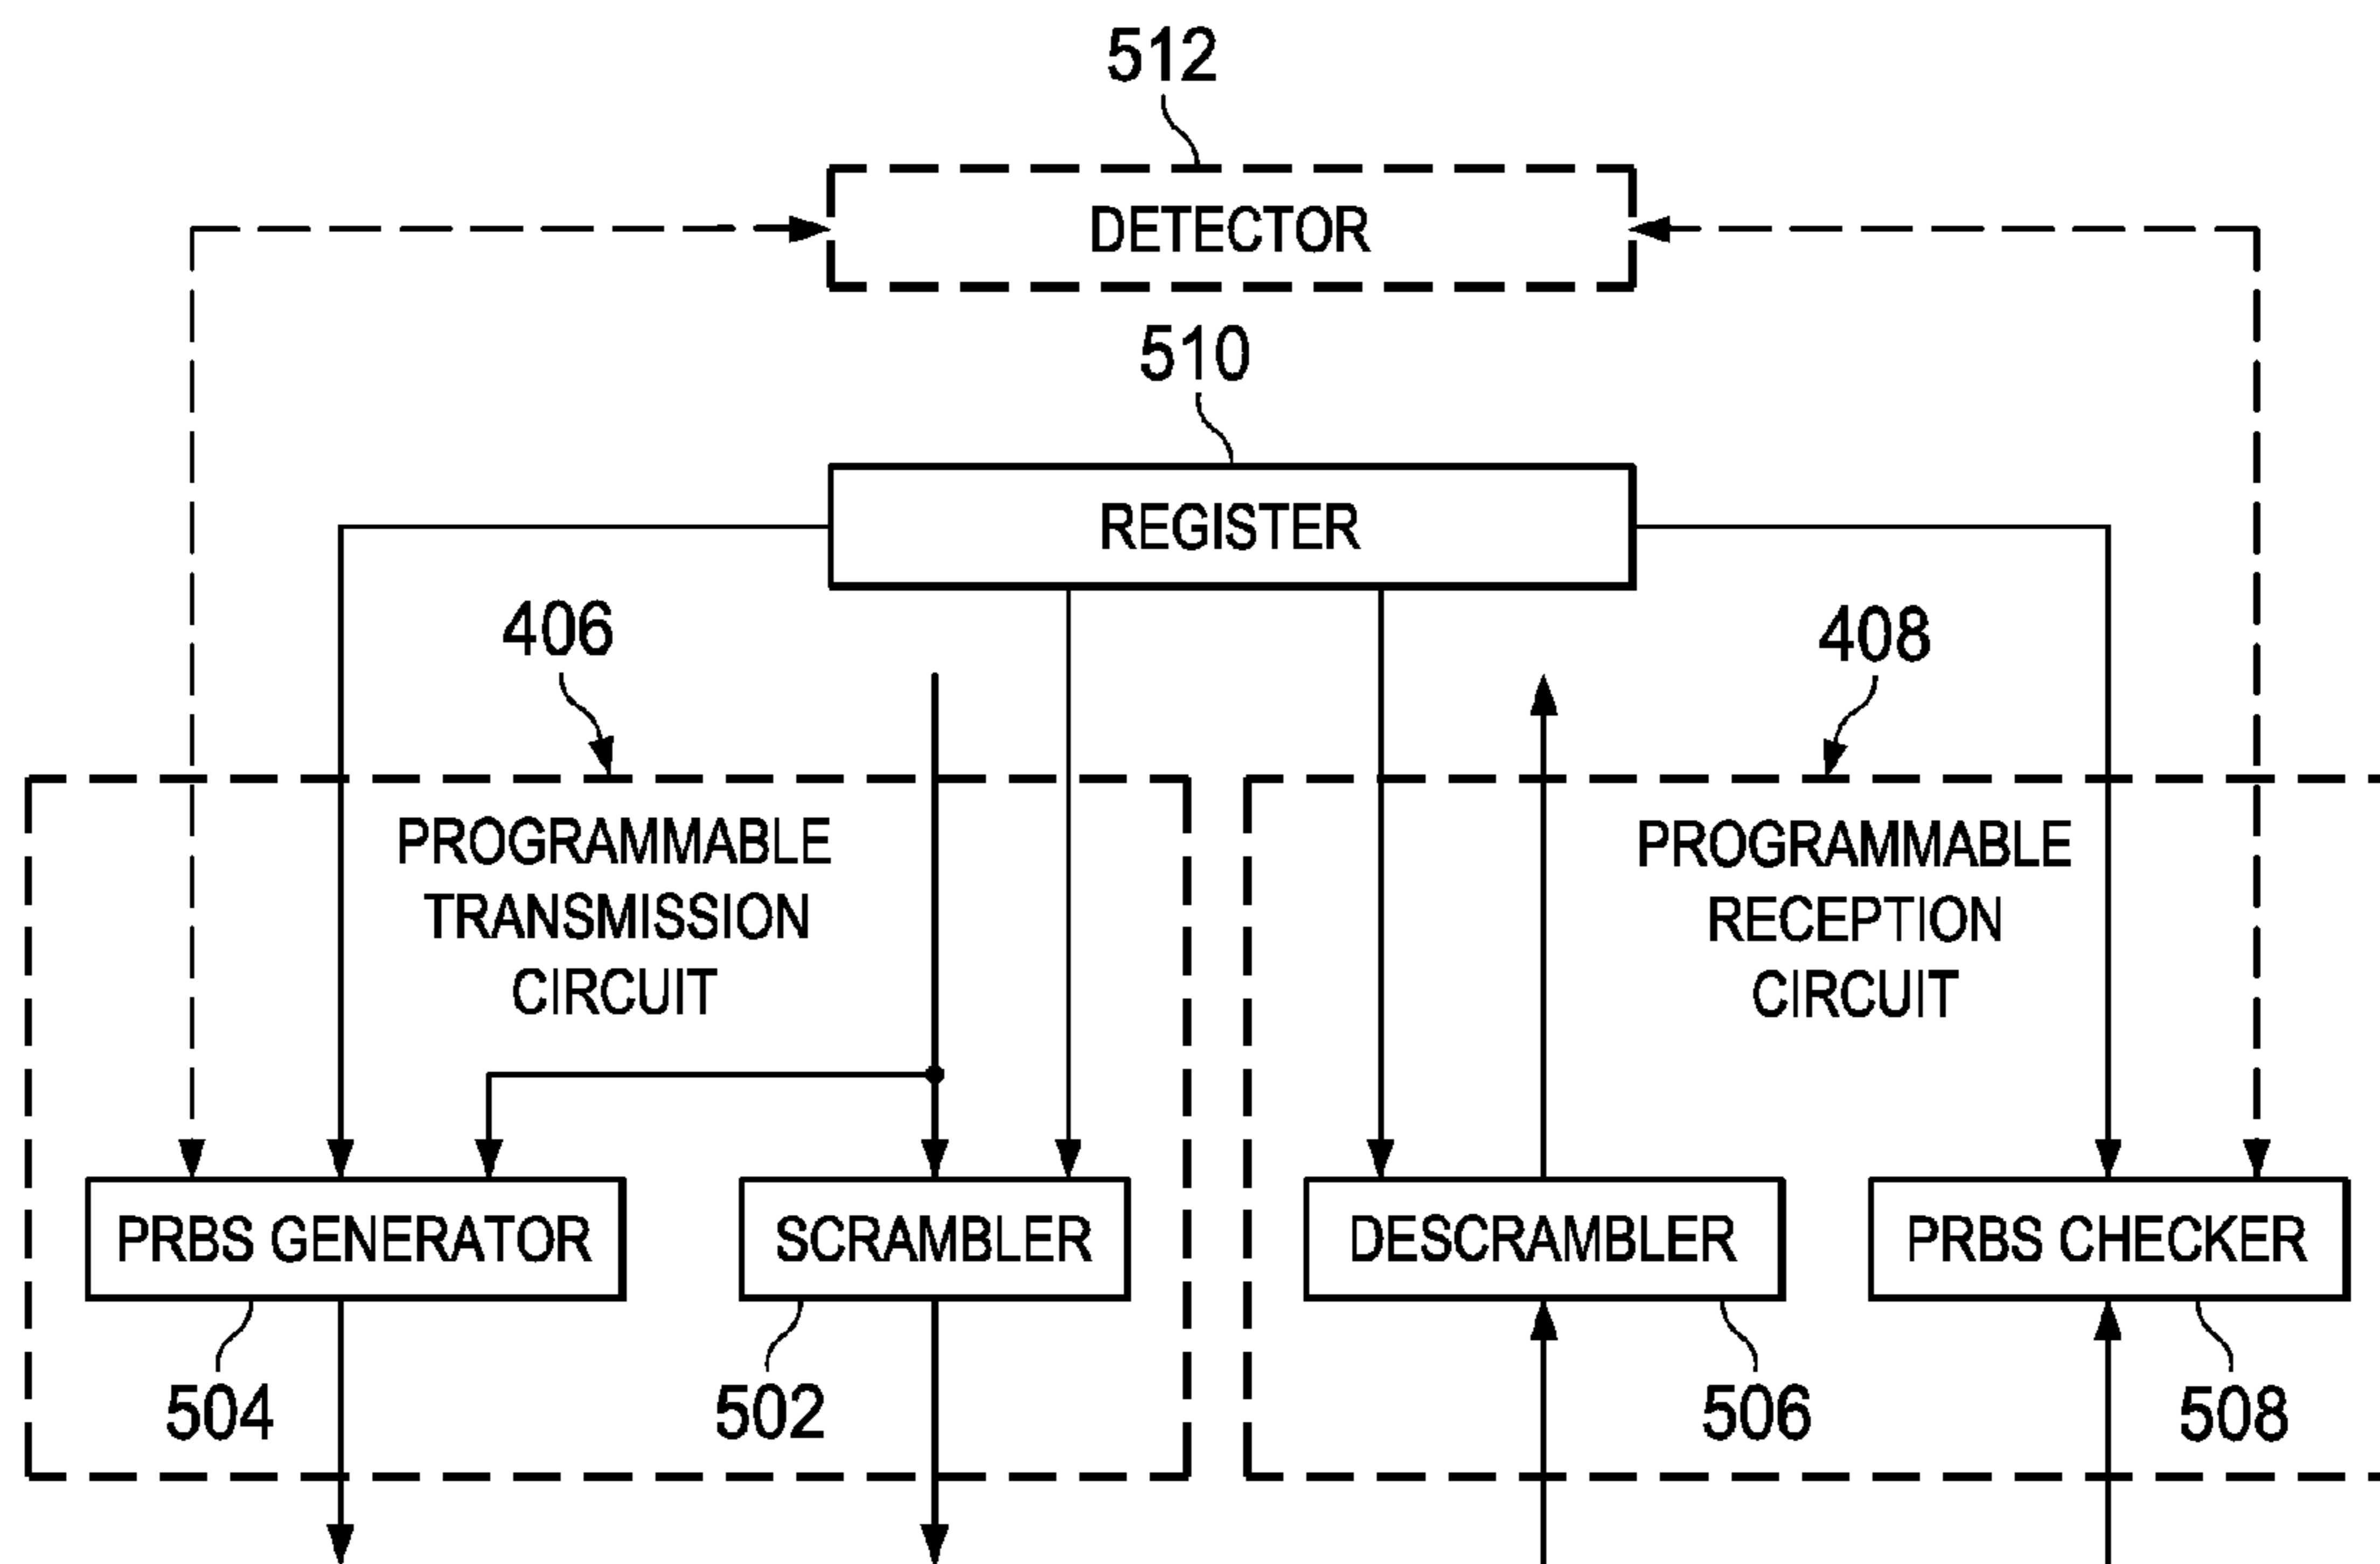 512
DETECTOR
510
REGISTER
406
408
PROGRAMMABLE
TRANSMISSION
CIRCUIT
PROGRAMMABLE
RECEPTION
CIRCUIT
PRBS GENERATOR
SCRAMBLER
DESCRAMBLER
PRBS CHECKER
504
502
506
508